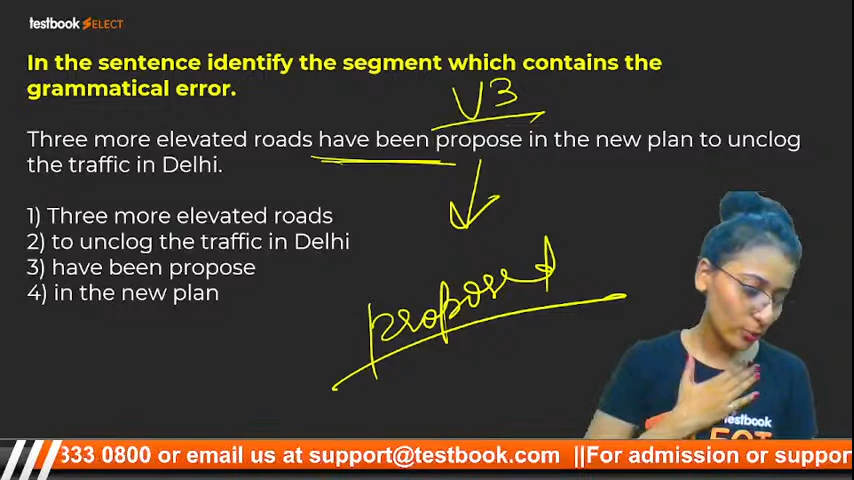 testbook SELECT
In the sentence identify the segment which contains the
grammatical error.
V3
Three more elevated roads have been propose in the new plan to unclog
the traffic in Delhi.
1) Three more elevated roads
2) to unclog the traffic in Delhi
3) have been propose
4) in the new plan
proposed
testbook
333 0800 or email us at support@testbook.com ||For admission or suppor